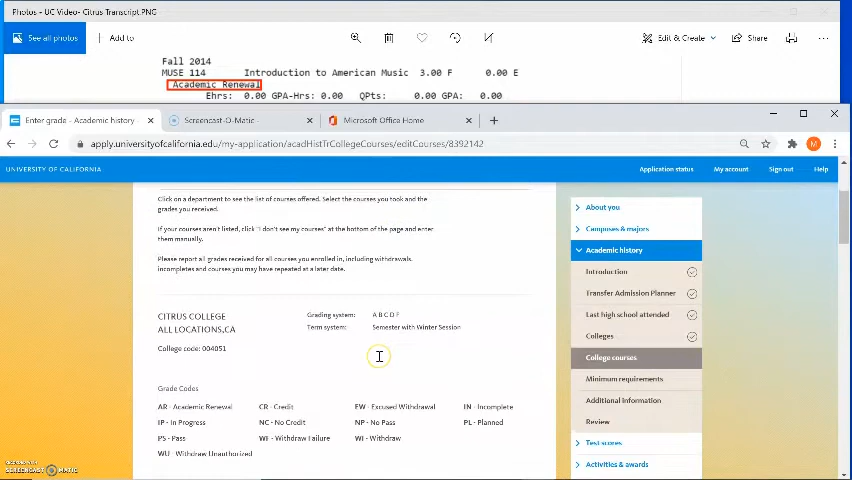 Photos - UC Video- Citrus Transcript.PNG
See all photos
Add to
Edit & Create
Share
Fall 2014
MUSE 114 Introduction to American Music 3.00 F 0.00 E
Academic Renewal
Ehrs: 0.00 GPA-Hrs: 0.00 QPts: 0.00 GPA: 0.00
Enter grade - Academic history
Screencast-O-Matic -
Microsoft Office Home
apply.universityofcalifornia.edu/my-application/acadHistTrCollegeCourses/editCourses/8392142
M
UNIVERSITY OF CALIFORNIA
Application status
My account
Sign out
Help
Click on a department to see the list of courses offered. Select the courses you took and the
grades you received.
If your courses aren't listed, click "I don't see my courses" at the bottom of the page and enter
them manually.
Please report all grades received for all courses you enrolled in, including withdrawals,
incompletes and courses you may have repeated at a later date.
CITRUS COLLEGE
ALL LOCATIONS,CA
College code: 004051
Grading system: A B C D F
Term system: Semester with Winter Session
Grade Codes
AR - Academic Renewal CR - Credit EW - Excused Withdrawal IN - Incomplete
IP - In Progress NC - No Credit NP - No Pass PL - Planned
PS - Pass WF - Withdraw Failure WI - Withdraw
WU - Withdraw Unauthorized
About you
Campuses & majors
Academic history
Introduction
Transfer Admission Planner
Last high school attended
Colleges
College courses
Minimum requirements
Additional information
Review
Test scores
Activities & awards
RECORDED WITH
SCREENCAST MATIC